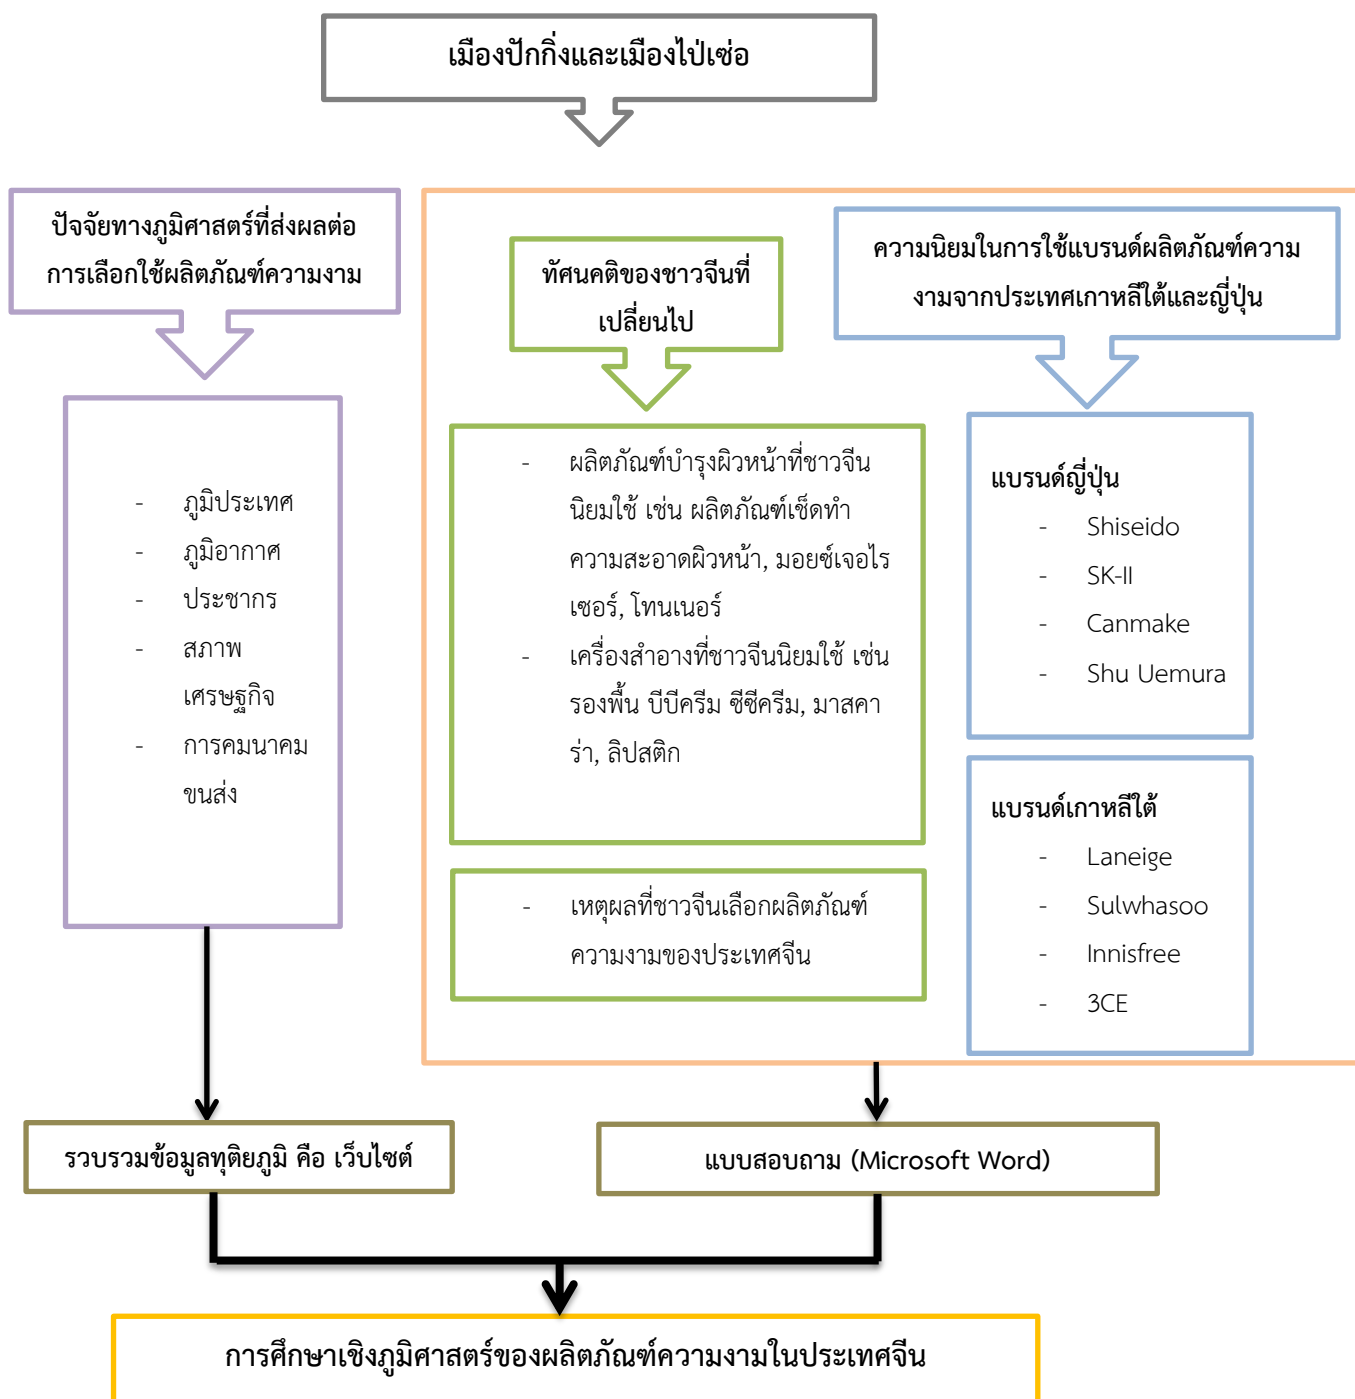 เมืองปักกิ่งและเมืองไป่เซ่อ
ปัจจัยทางภูมิศาสตร์ที่ส่งผลต่อ
การเลือกใช้ผลิตภัณฑ์ความงาม
- ภูมิประเทศ
- ภูมิอากาศ
- ประชากร
- สภาพ
เศรษฐกิจ
- การคมนาคม
ขนส่ง
ทัศนคติของชาวจีนที่
เปลี่ยนไป
- ผลิตภัณฑ์บำรุงผิวหน้าที่ชาวจีน
นิยมใช้ เช่น ผลิตภัณฑ์เช็ดทำ
ความสะอาดผิวหน้า, มอยซ์เจอไร
เซอร์, โทนเนอร์
- เครื่องสำอางที่ชาวจีนนิยมใช้ เช่น
รองพื้น บีบีครีม ซีซีครีม, มาสคา
ร่า, ลิปสติก
- เหตุผลที่ชาวจีนเลือกผลิตภัณฑ์
ความงามของประเทศจีน
ความนิยมในการใช้แบรนด์ผลิตภัณฑ์ความ
งามจากประเทศเกาหลีใต้และญี่ปุ่น
แบรนด์ญี่ปุ่น
- Shiseido
- SK-II
- Canmake
- Shu Uemura
แบรนด์เกาหลีใต้
- Laneige
- Sulwhasoo
- Innisfree
- 3CE
รวบรวมข้อมูลทุติยภูมิ คือ เว็บไซต์
แบบสอบถาม (Microsoft Word)
การศึกษาเชิงภูมิศาสตร์ของผลิตภัณฑ์ความงามในประเทศจีน